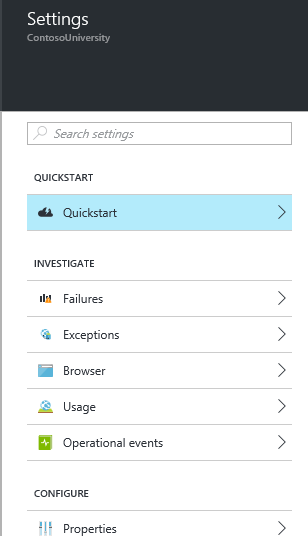 Settings
ContosoUniversity
Search settings
QUICKSTART
Quickstart
INVESTIGATE
Failures
Exceptions
Browser
Usage
Operational events
CONFIGURE
Properties